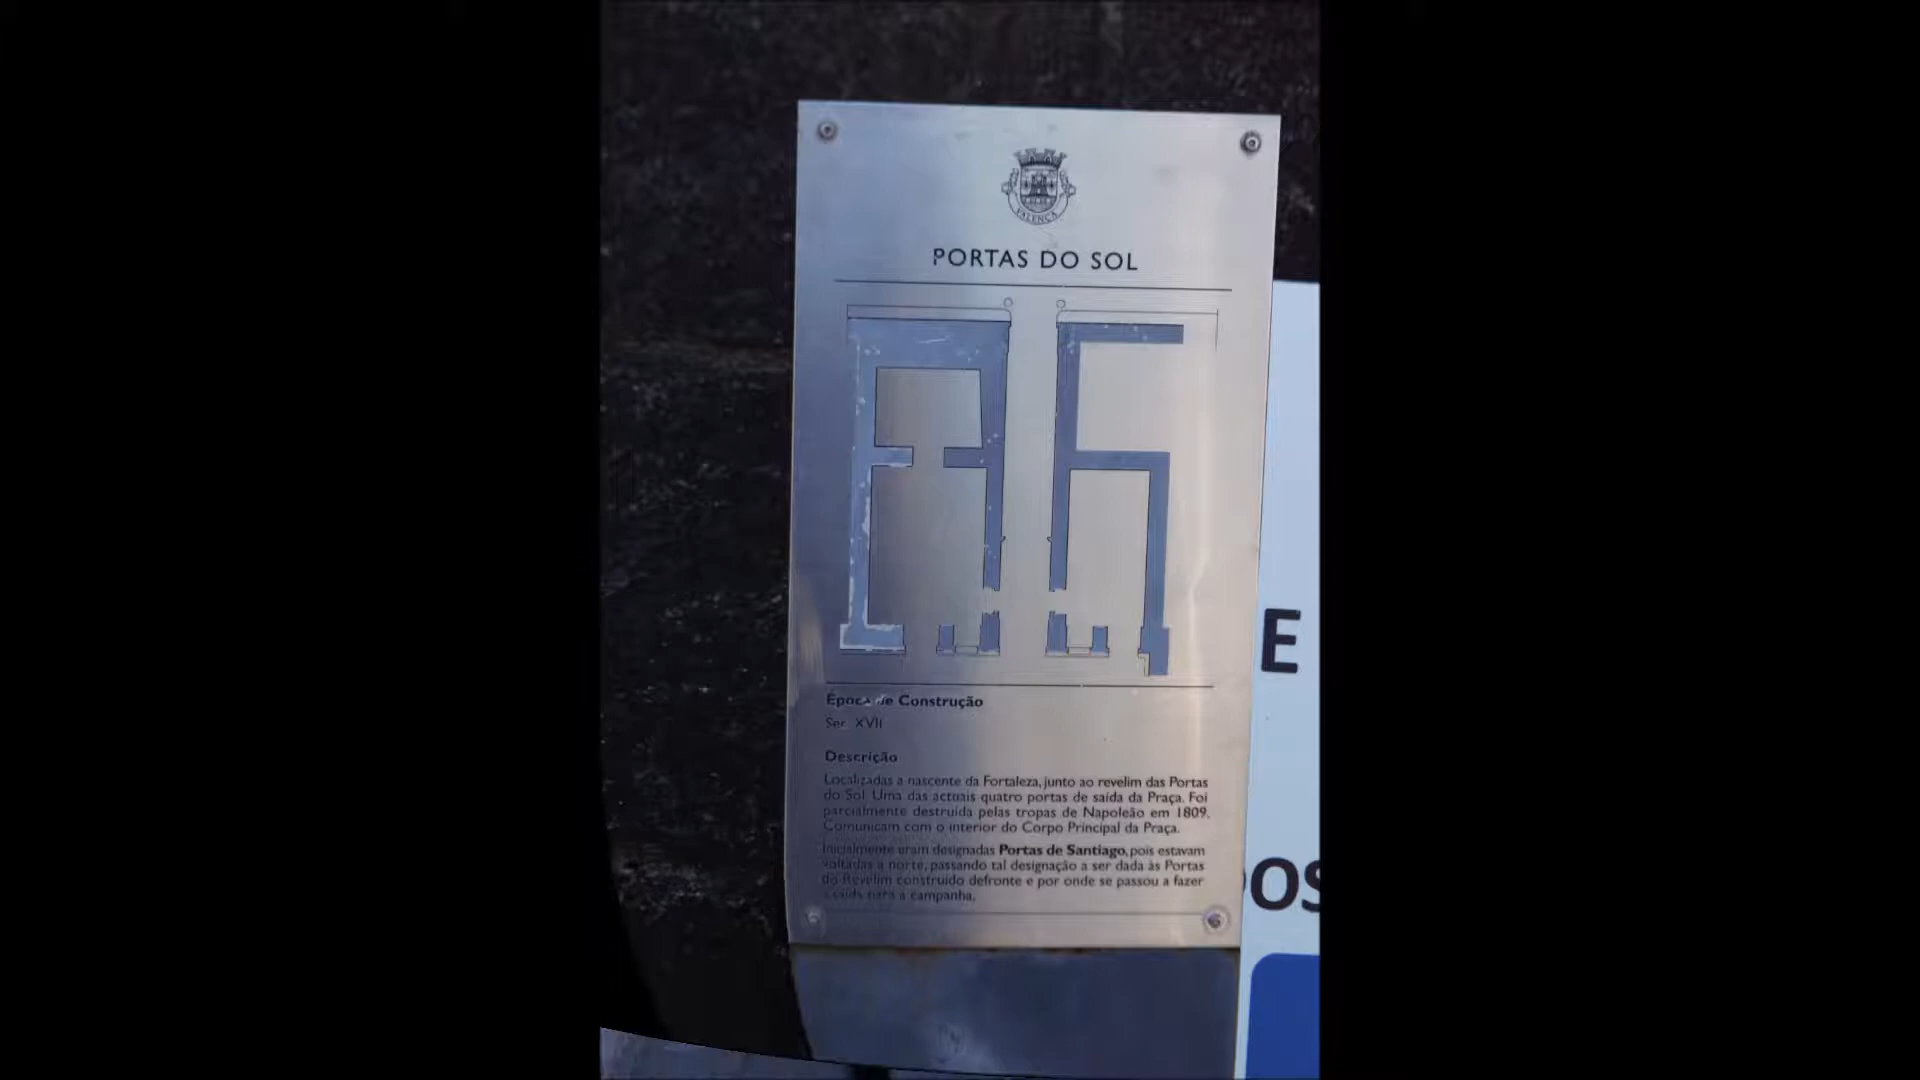 VALENÇA
PORTAS DO SOL
Época de Construção
Sec. XVII
Descrição
Localizadas a nascente da Fortaleza, junto ao revelim das Portas
do Sol. Uma das actuais quatro portas de saída da Praça. Foi
parcialmente destruída pelas tropas de Napoleão em 1809.
Comunicam com o interior do Corpo Principal da Praça.
Inicialmente eram designadas Portas de Santiago, pois estavam
voltadas a norte, passando tal designação a ser dada às Portas
do Revelim construído defronte e por onde se passou a fazer
a saída para a campanha.
E
OS